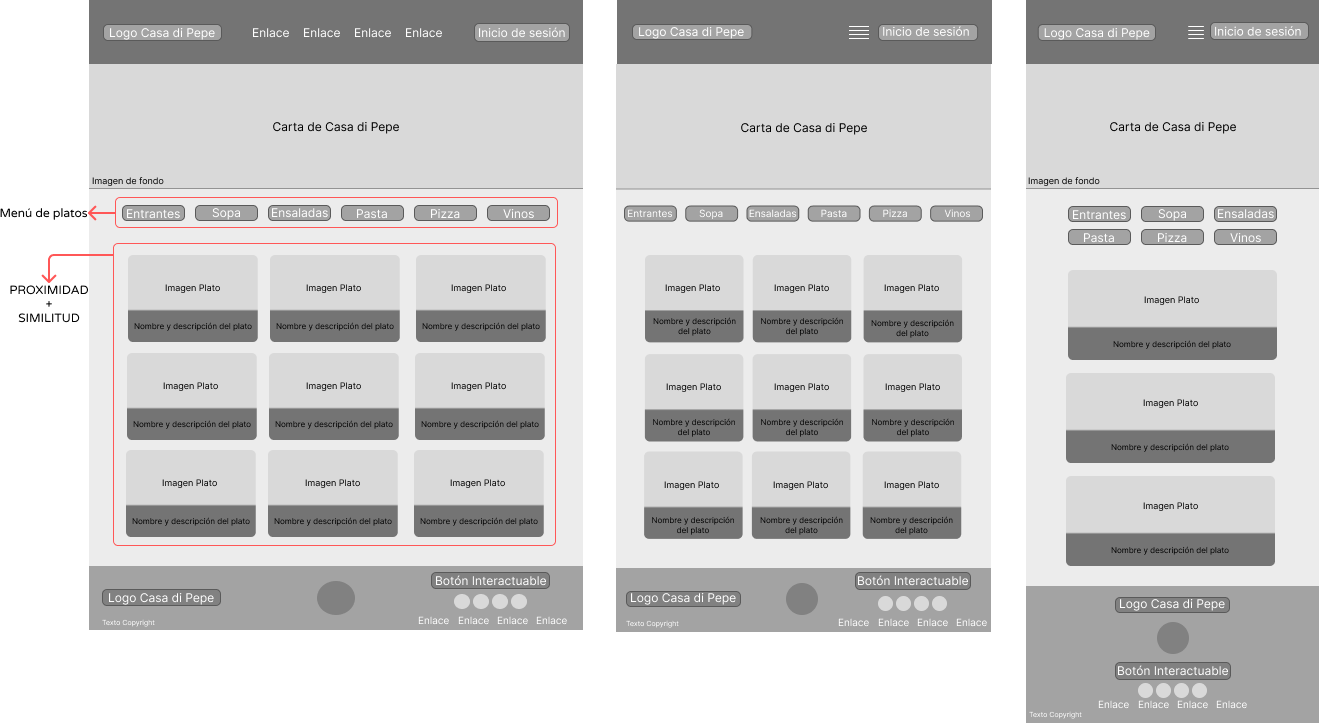 Logo Casa di Pepe
Enlace Enlace Enlace Enlace
Inicio de sesión
Carta de Casa di Pepe
Imagen de fondo
Menú de platos
Entrantes Sopa Ensaladas Pasta Pizza Vinos
PROXIMIDAD
+
SIMILITUD
Imagen Plato Imagen Plato Imagen Plato
Nombre y descripción del plato Nombre y descripción del plato Nombre y descripción del plato
Imagen Plato Imagen Plato Imagen Plato
Nombre y descripción del plato Nombre y descripción del plato Nombre y descripción del plato
Imagen Plato Imagen Plato Imagen Plato
Nombre y descripción del plato Nombre y descripción del plato Nombre y descripción del plato
Logo Casa di Pepe
Texto Copyright
Botón Interactuable
Enlace Enlace Enlace Enlace
Logo Casa di Pepe
Inicio de sesión
Carta de Casa di Pepe
Entrantes Sopa Ensaladas Pasta Pizza Vinos
Imagen Plato Imagen Plato Imagen Plato
Nombre y descripción Nombre y descripción Nombre y descripción
del plato del plato del plato
Imagen Plato Imagen Plato Imagen Plato
Nombre y descripción Nombre y descripción Nombre y descripción
del plato del plato del plato
Imagen Plato Imagen Plato Imagen Plato
Nombre y descripción Nombre y descripción Nombre y descripción
del plato del plato del plato
Logo Casa di Pepe
Texto Copyright
Botón Interactuable
Enlace Enlace Enlace Enlace
Logo Casa di Pepe
Inicio de sesión
Carta de Casa di Pepe
Imagen de fondo
Entrantes Sopa Ensaladas
Pasta Pizza Vinos
Imagen Plato
Nombre y descripción del plato
Imagen Plato
Nombre y descripción del plato
Imagen Plato
Nombre y descripción del plato
Logo Casa di Pepe
Botón Interactuable
Enlace Enlace Enlace Enlace
Texto Copyright